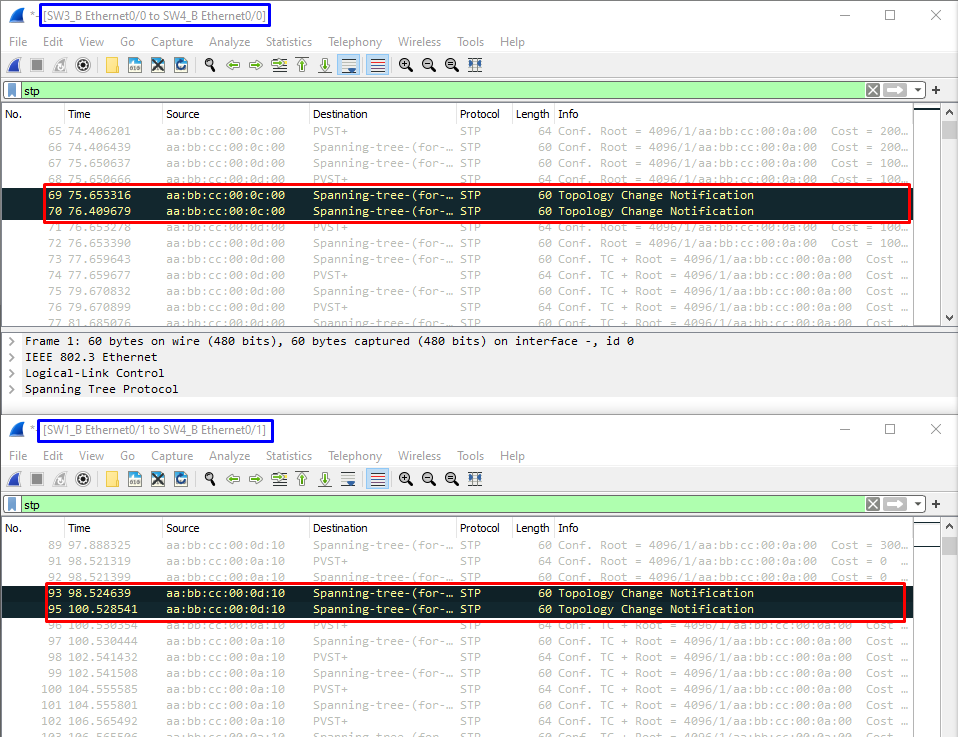 *- [SW3_B Ethernet0/0 to SW4_B Ethernet0/0]
File Edit View Go Capture Analyze Statistics Telephony Wireless Tools Help
stp
No. Time Source Destination Protocol Length Info
65 74.406201 aa:bb:cc:00:0c:00 PVST+ STP 64 Conf. Root = 4096/1/aa:bb:cc:00:0a:00 Cost = 200…
66 74.406439 aa:bb:cc:00:0c:00 Spanning-tree-(for-… STP 60 Conf. Root = 4096/1/aa:bb:cc:00:0a:00 Cost = 200…
67 75.650637 aa:bb:cc:00:0c:00 Spanning-tree-(for-… STP 60 Conf. Root = 4096/1/aa:bb:cc:00:0a:00 Cost = 100…
68 75.650666 aa:bb:cc:00:0c:00 Spanning-tree-(for-… STP 60 Conf. Root = 4096/1/aa:bb:cc:00:0a:00 Cost = 100…
69 75.653316 aa:bb:cc:00:0c:00 Spanning-tree-(for-… STP 60 Topology Change Notification
70 76.409679 aa:bb:cc:00:0c:00 Spanning-tree-(for-… STP 60 Topology Change Notification
71 76.653278 aa:bb:cc:00:0d:00 PVST+ STP 64 Conf. Root = 4096/1/aa:bb:cc:00:0a:00 Cost = 100…
72 76.653390 aa:bb:cc:00:0d:00 Spanning-tree-(for-… STP 60 Conf. Root = 4096/1/aa:bb:cc:00:0a:00 Cost = 100…
73 77.659643 aa:bb:cc:00:0d:00 Spanning-tree-(for-… STP 60 Conf. TC + Root = 4096/1/aa:bb:cc:00:0a:00 Cost …
74 77.659677 aa:bb:cc:00:0d:00 PVST+ STP 64 Conf. TC + Root = 4096/1/aa:bb:cc:00:0a:00 Cost …
75 79.670832 aa:bb:cc:00:0d:00 Spanning-tree-(for-… STP 60 Conf. TC + Root = 4096/1/aa:bb:cc:00:0a:00 Cost …
76 79.670899 aa:bb:cc:00:0d:00 PVST+ STP 64 Conf. TC + Root = 4096/1/aa:bb:cc:00:0a:00 Cost …
77 81.685076 aa:bb:cc:00:0d:00 Spanning-tree-(for-… STP 60 Conf. TC + Root = 4096/1/aa:bb:cc:00:0a:00 Cost …
Frame 1: 60 bytes on wire (480 bits), 60 bytes captured (480 bits) on interface -, id 0
IEEE 802.3 Ethernet
Logical-Link Control
Spanning Tree Protocol
*- [SW1_B Ethernet0/1 to SW4_B Ethernet0/1]
File Edit View Go Capture Analyze Statistics Telephony Wireless Tools Help
stp
No. Time Source Destination Protocol Length Info
89 97.888325 aa:bb:cc:00:0d:10 Spanning-tree-(for-… STP 60 Conf. Root = 4096/1/aa:bb:cc:00:0a:00 Cost = 300…
91 98.521319 aa:bb:cc:00:0d:10 Spanning-tree-(for-… STP 60 Conf. Root = 4096/1/aa:bb:cc:00:0a:00 Cost = 0 …
92 98.521399 aa:bb:cc:00:0d:10 Spanning-tree-(for-… STP 60 Conf. Root = 4096/1/aa:bb:cc:00:0a:00 Cost = 0 …
93 98.524639 aa:bb:cc:00:0d:10 Spanning-tree-(for-… STP 60 Topology Change Notification
95 100.528541 aa:bb:cc:00:0d:10 Spanning-tree-(for-… STP 60 Topology Change Notification
96 100.530354 aa:bb:cc:00:0a:10 PVST+ STP 64 Conf. TC + Root = 4096/1/aa:bb:cc:00:0a:00 Cost …
97 100.530444 aa:bb:cc:00:0a:10 Spanning-tree-(for-… STP 60 Conf. TC + Root = 4096/1/aa:bb:cc:00:0a:00 Cost …
98 102.541432 aa:bb:cc:00:0a:10 PVST+ STP 64 Conf. TC + Root = 4096/1/aa:bb:cc:00:0a:00 Cost …
99 102.541508 aa:bb:cc:00:0a:10 Spanning-tree-(for-… STP 60 Conf. TC + Root = 4096/1/aa:bb:cc:00:0a:00 Cost …
100 104.555585 aa:bb:cc:00:0a:10 PVST+ STP 64 Conf. TC + Root = 4096/1/aa:bb:cc:00:0a:00 Cost …
101 104.555801 aa:bb:cc:00:0a:10 Spanning-tree-(for-… STP 60 Conf. TC + Root = 4096/1/aa:bb:cc:00:0a:00 Cost …
102 106.565492 aa:bb:cc:00:0a:10 PVST+ STP 64 Conf. TC + Root = 4096/1/aa:bb:cc:00:0a:00 Cost …
103 106.565506 aa:bb:cc:00:0a:10 Spanning-tree-(for-… STP 60 Conf. TC + Root = 4096/1/aa:bb:cc:00:0a:00 Cost …